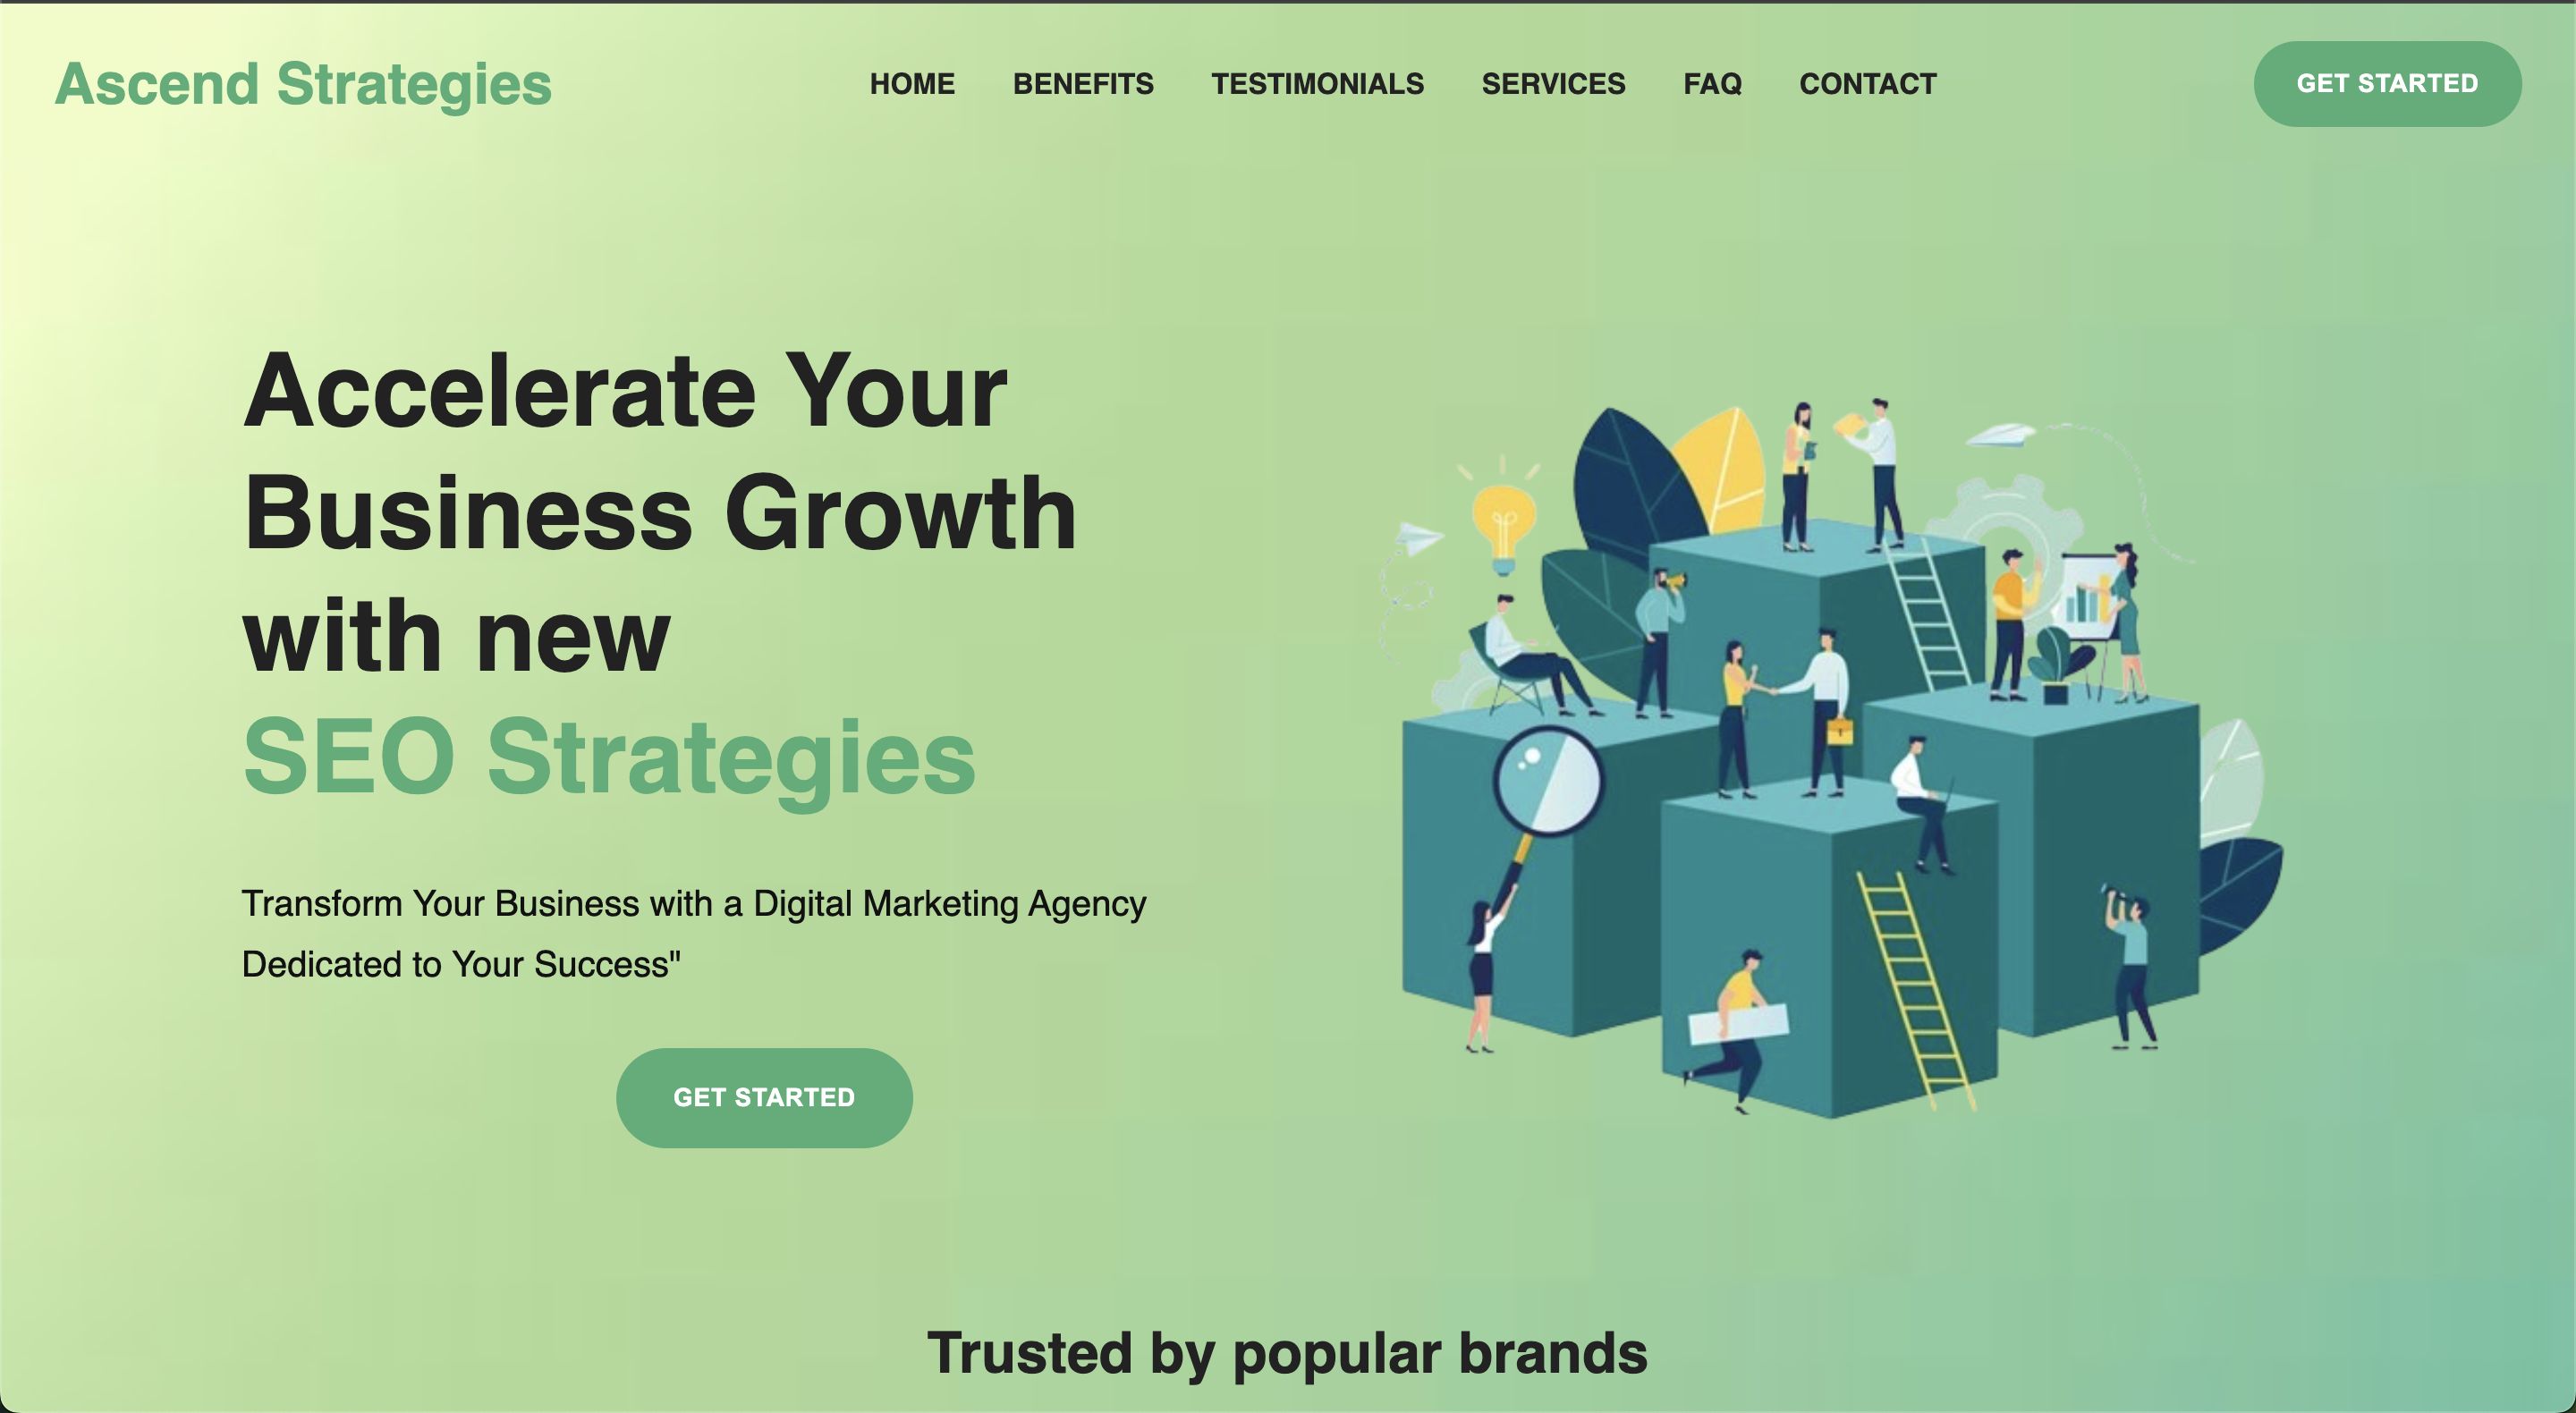 Ascend Strategies
HOME BENEFITS TESTIMONIALS SERVICES FAQ CONTACT
GET STARTED
Accelerate Your
Business Growth
with new
SEO Strategies
Transform Your Business with a Digital Marketing Agency
Dedicated to Your Success"
GET STARTED
Trusted by popular brands